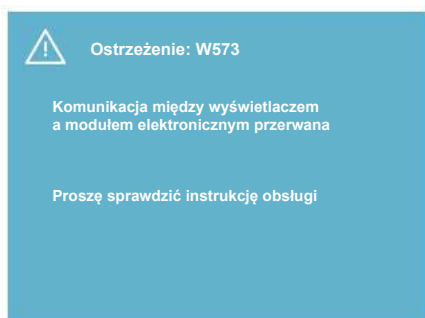 Ostrzeżenie: W573
Komunikacja między wyświetlaczem
a modułem elektronicznym przerwana
Proszę sprawdzić instrukcję obsługi